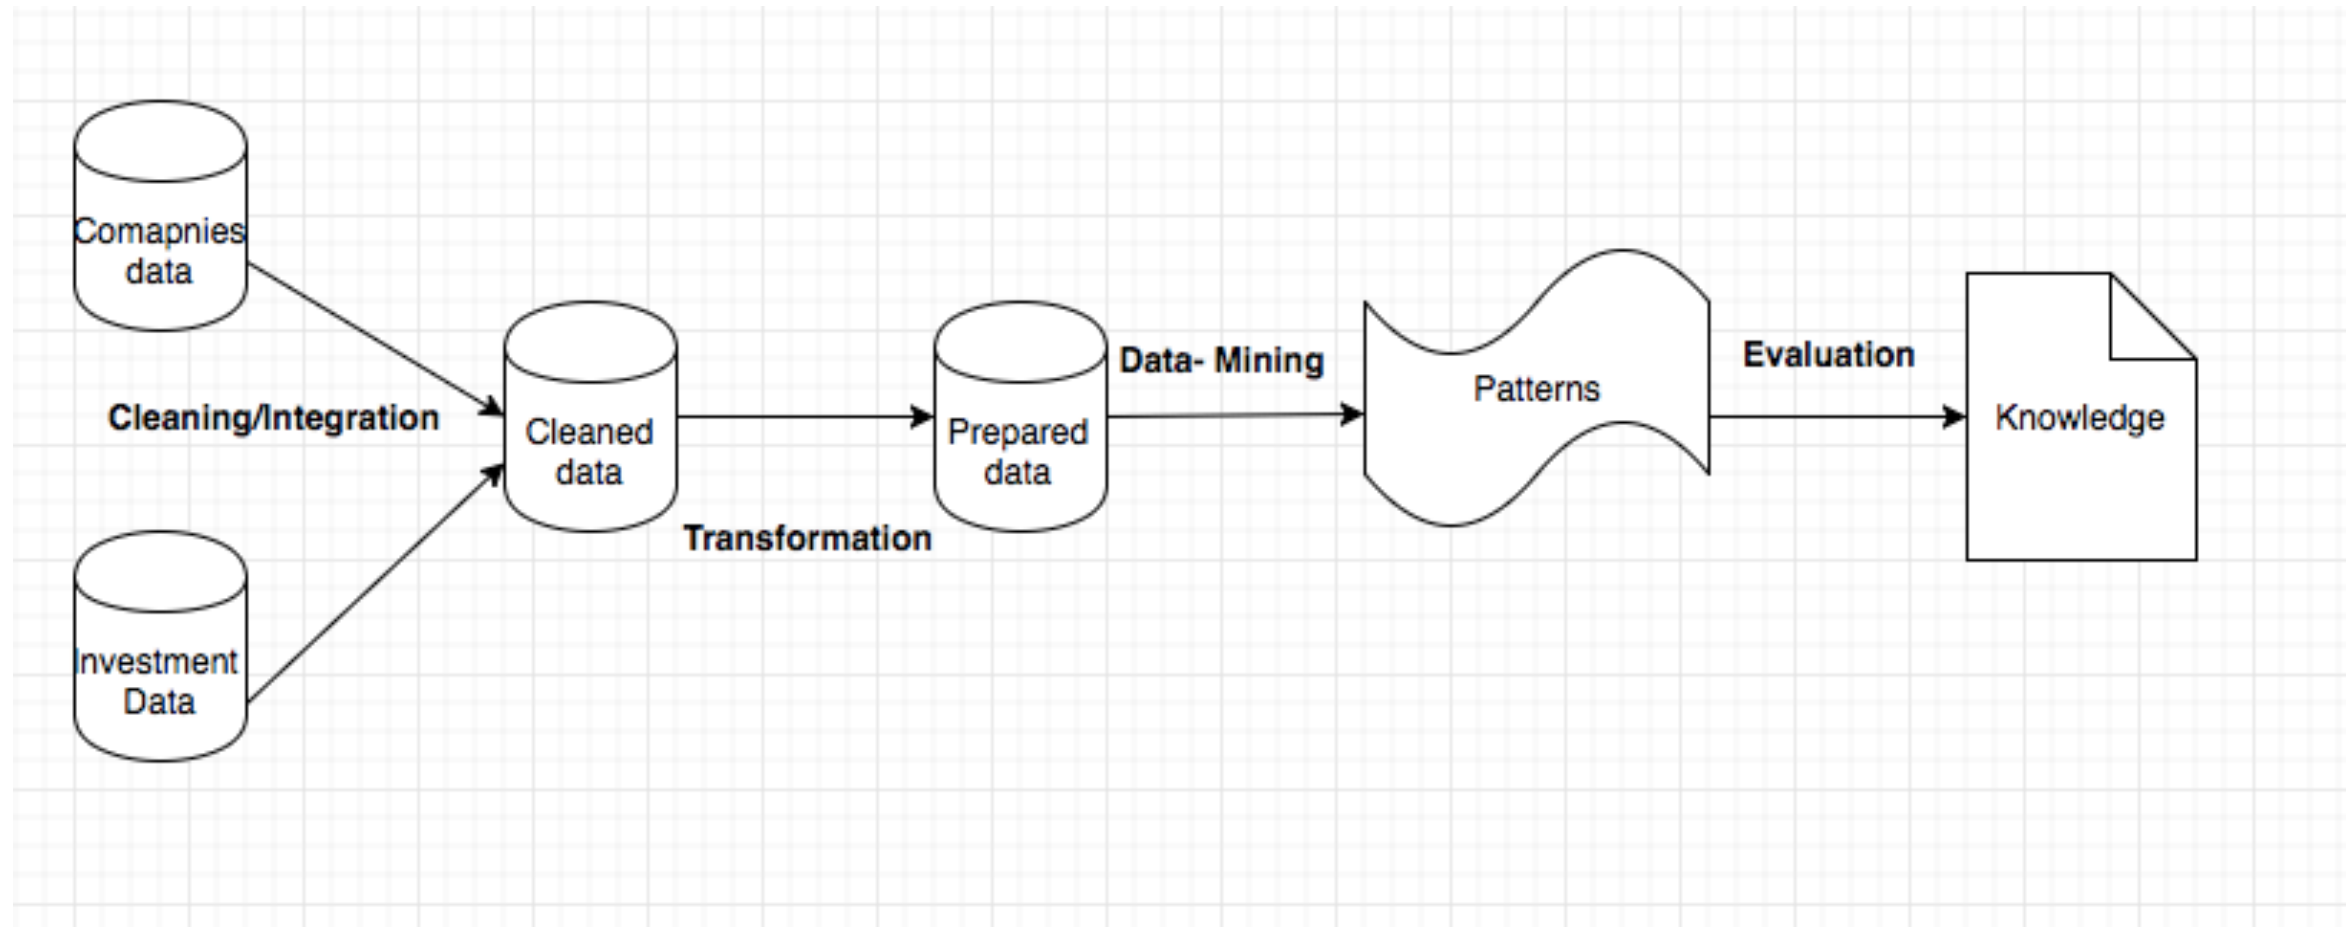 Comapnies
data
Cleaning/Integration
Investment
Data
Cleaned
data
Transformation
Prepared
data
Data- Mining
Patterns
Evaluation
Knowledge